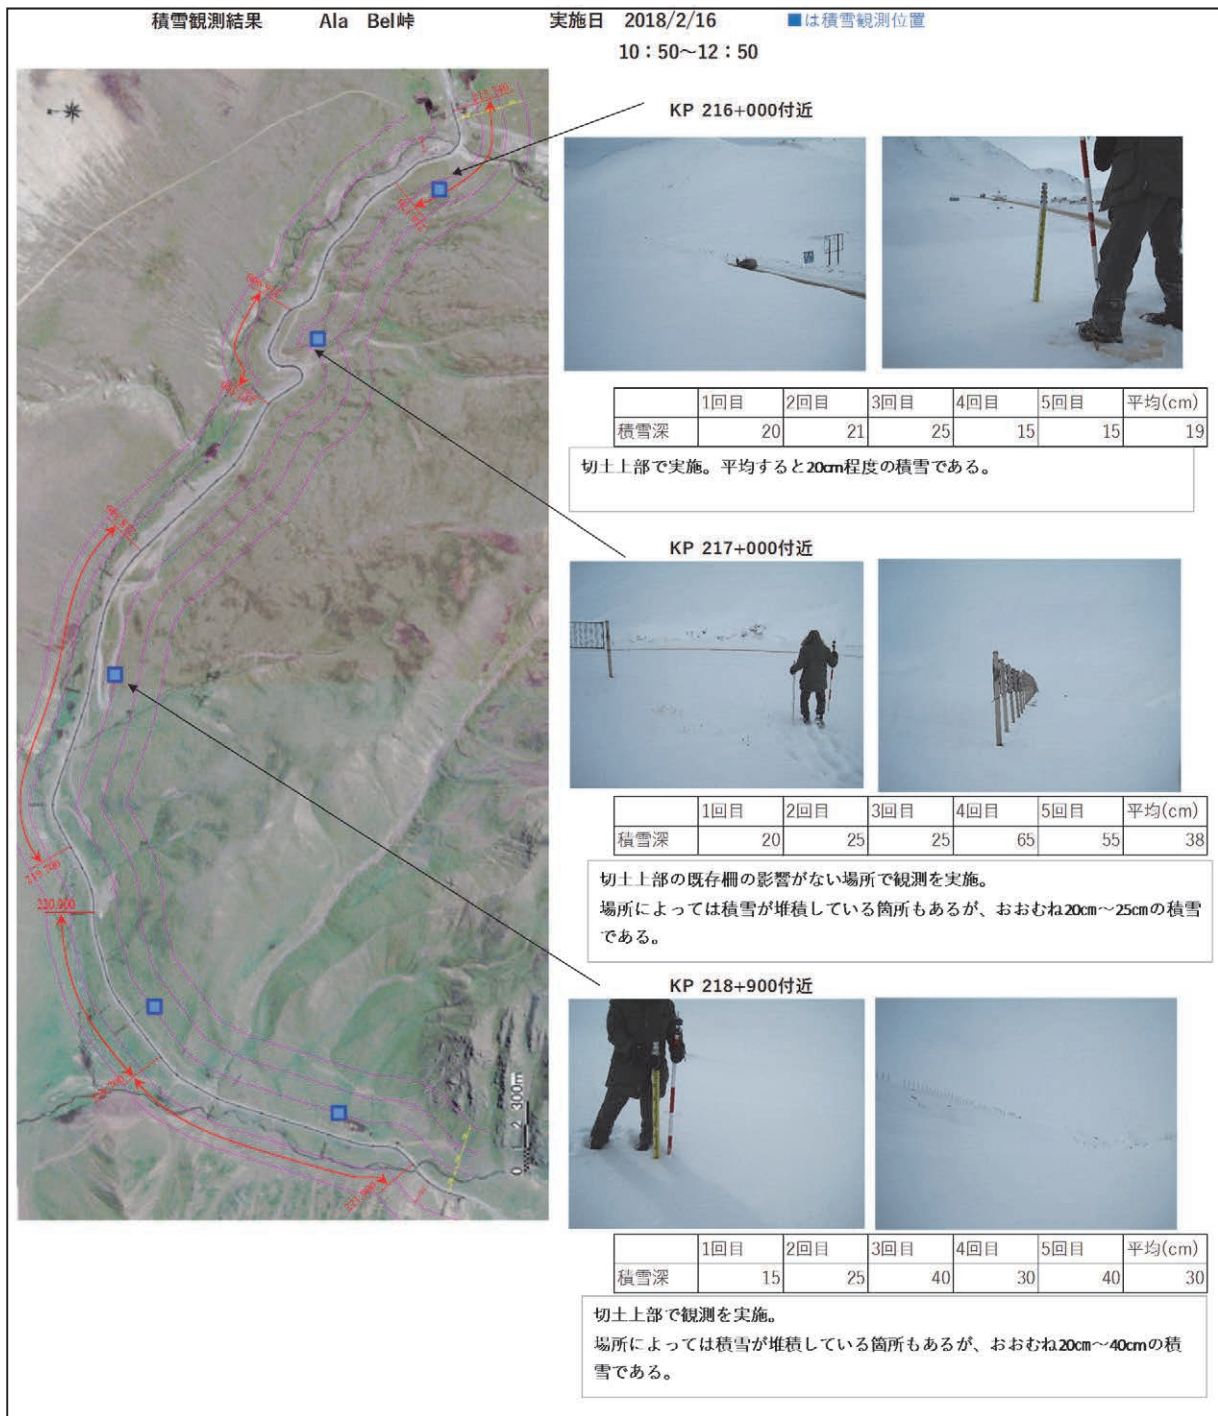 積雪観測結果 Ala Bel峠 実施日 2018/2/16 ■は積雪観測位置
10：50～12：50
KP 216+000付近
1回目 2回目 3回目 4回目 5回目 平均(cm)
積雪深 20 21 25 15 15 19
切土上部で実施。平均すると20cm程度の積雪である。
KP 217+000付近
1回目 2回目 3回目 4回目 5回目 平均(cm)
積雪深 20 25 25 65 55 38
切土上部の既存柵の影響がない場所で観測を実施。
場所によっては積雪が堆積している箇所もあるが、おおむね20cm～25cmの積雪
である。
KP 218+900付近
1回目 2回目 3回目 4回目 5回目 平均(cm)
積雪深 15 25 40 30 40 30
切土上部で観測を実施。
場所によっては積雪が堆積している箇所もあるが、おおむね20cm～40cmの積
雪である。
219.300
220.000
0 1 2 300m